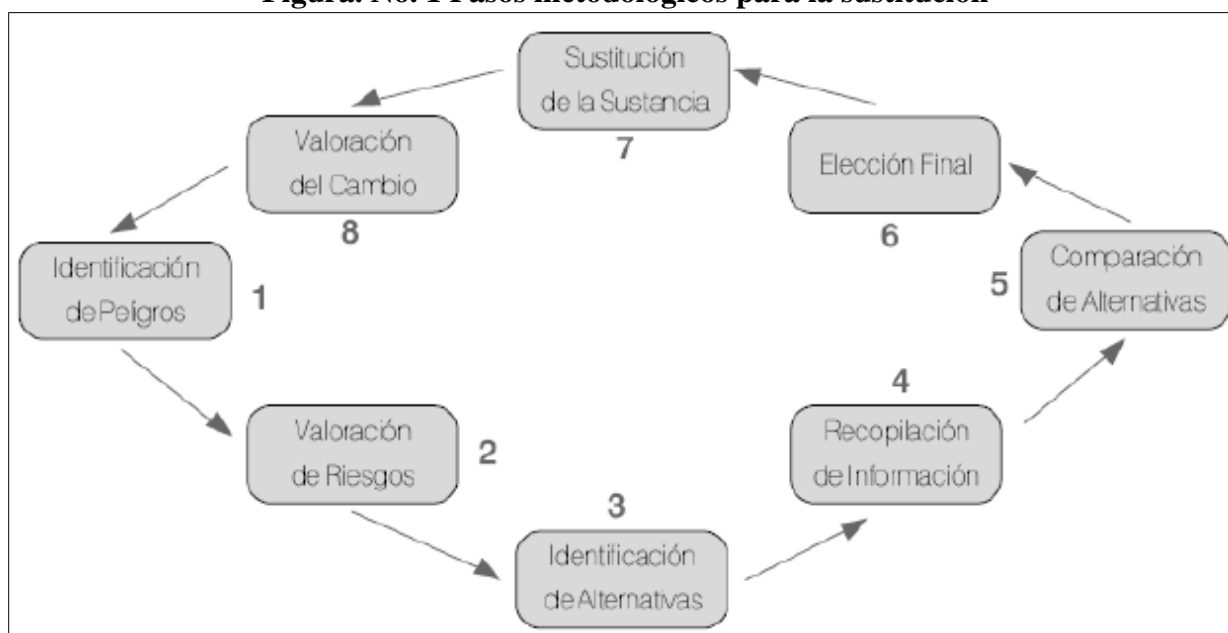 Figura. No. 1 Pasos metodológicos para la sustitución
Sustitución
de la Sustancia
7
Valoración
del Cambio
8
Elección Final
6
Identificación
de Peligros
1
Comparación
de Alternativas
5
Valoración
de Riesgos
2
Recopilación
de Información
4
Identificación
de Alternativas
3